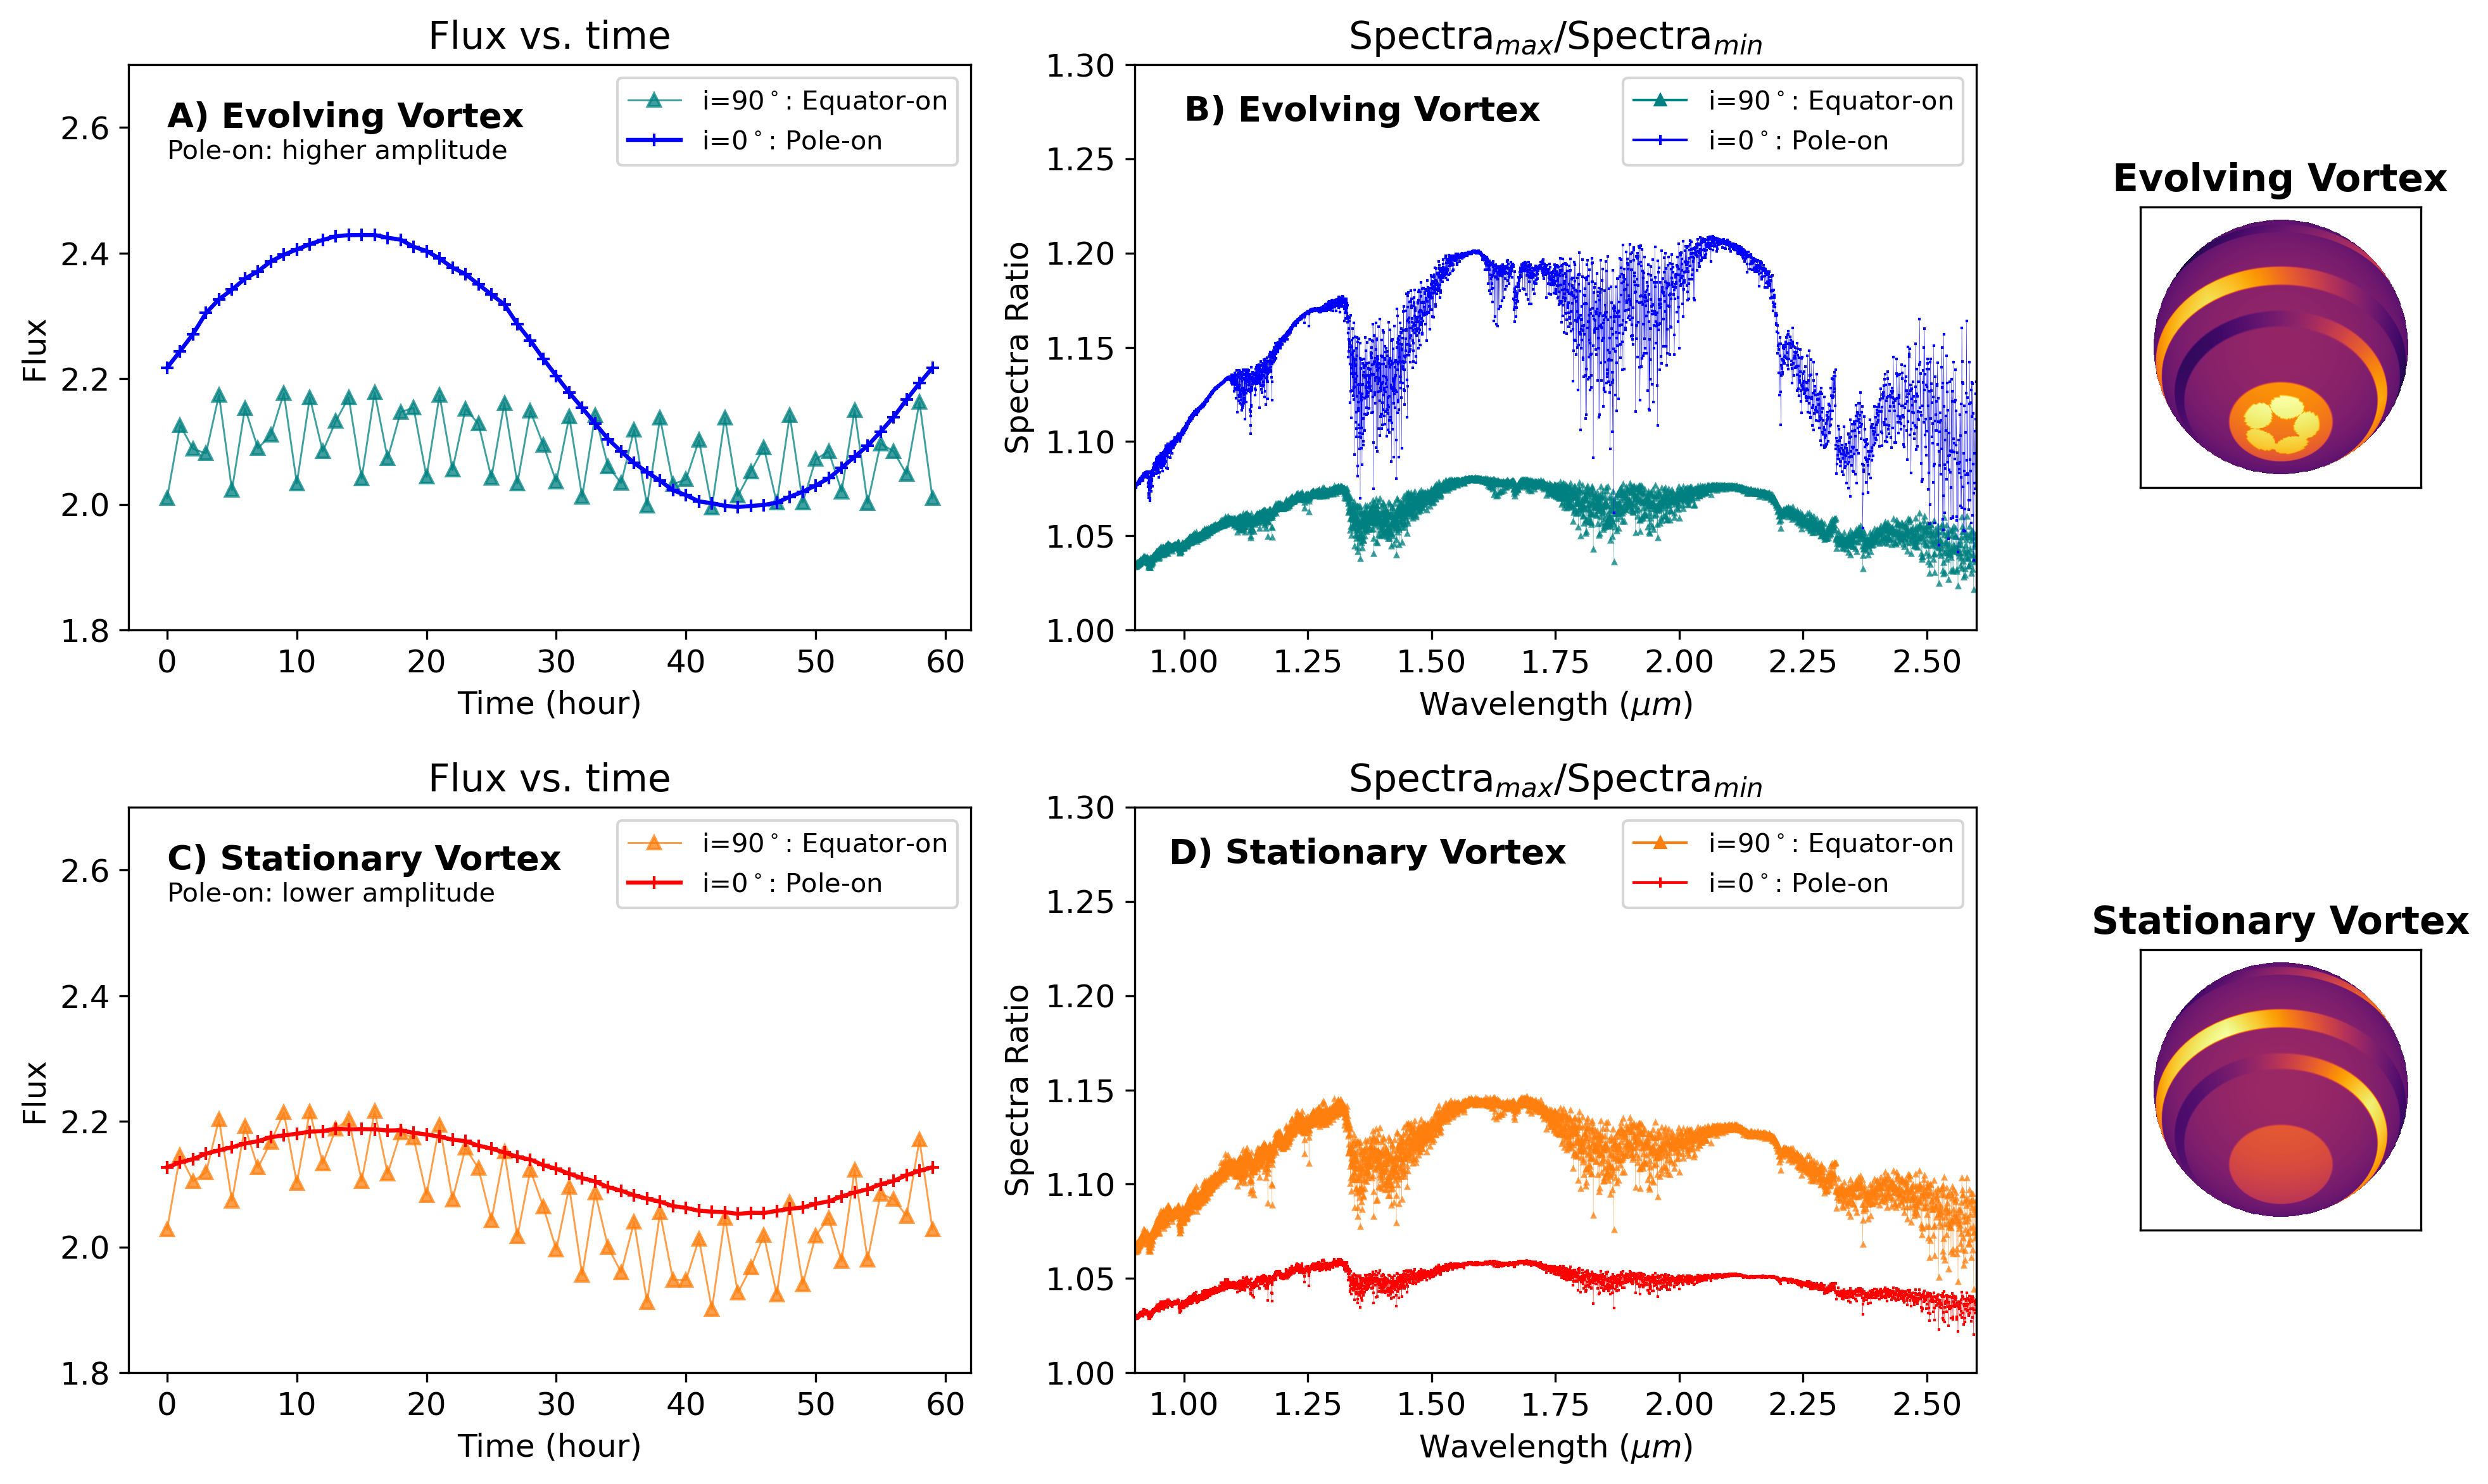 Flux vs. time
A) Evolving Vortex
Pole-on: higher amplitude
i=90°: Equator-on
i=0°: Pole-on
Flux
2.6
2.4
2.2
2.0
1.8
0 10 20 30 40 50 60
Time (hour)
Spectra_max/Spectra_min
B) Evolving Vortex
i=90°: Equator-on
i=0°: Pole-on
Spectra Ratio
1.30
1.25
1.20
1.15
1.10
1.05
1.00
1.00 1.25 1.50 1.75 2.00 2.25 2.50
Wavelength (μm)
Evolving Vortex
Flux vs. time
C) Stationary Vortex
Pole-on: lower amplitude
i=90°: Equator-on
i=0°: Pole-on
Flux
2.6
2.4
2.2
2.0
1.8
0 10 20 30 40 50 60
Time (hour)
Spectra_max/Spectra_min
D) Stationary Vortex
i=90°: Equator-on
i=0°: Pole-on
Spectra Ratio
1.30
1.25
1.20
1.15
1.10
1.05
1.00
1.00 1.25 1.50 1.75 2.00 2.25 2.50
Wavelength (μm)
Stationary Vortex